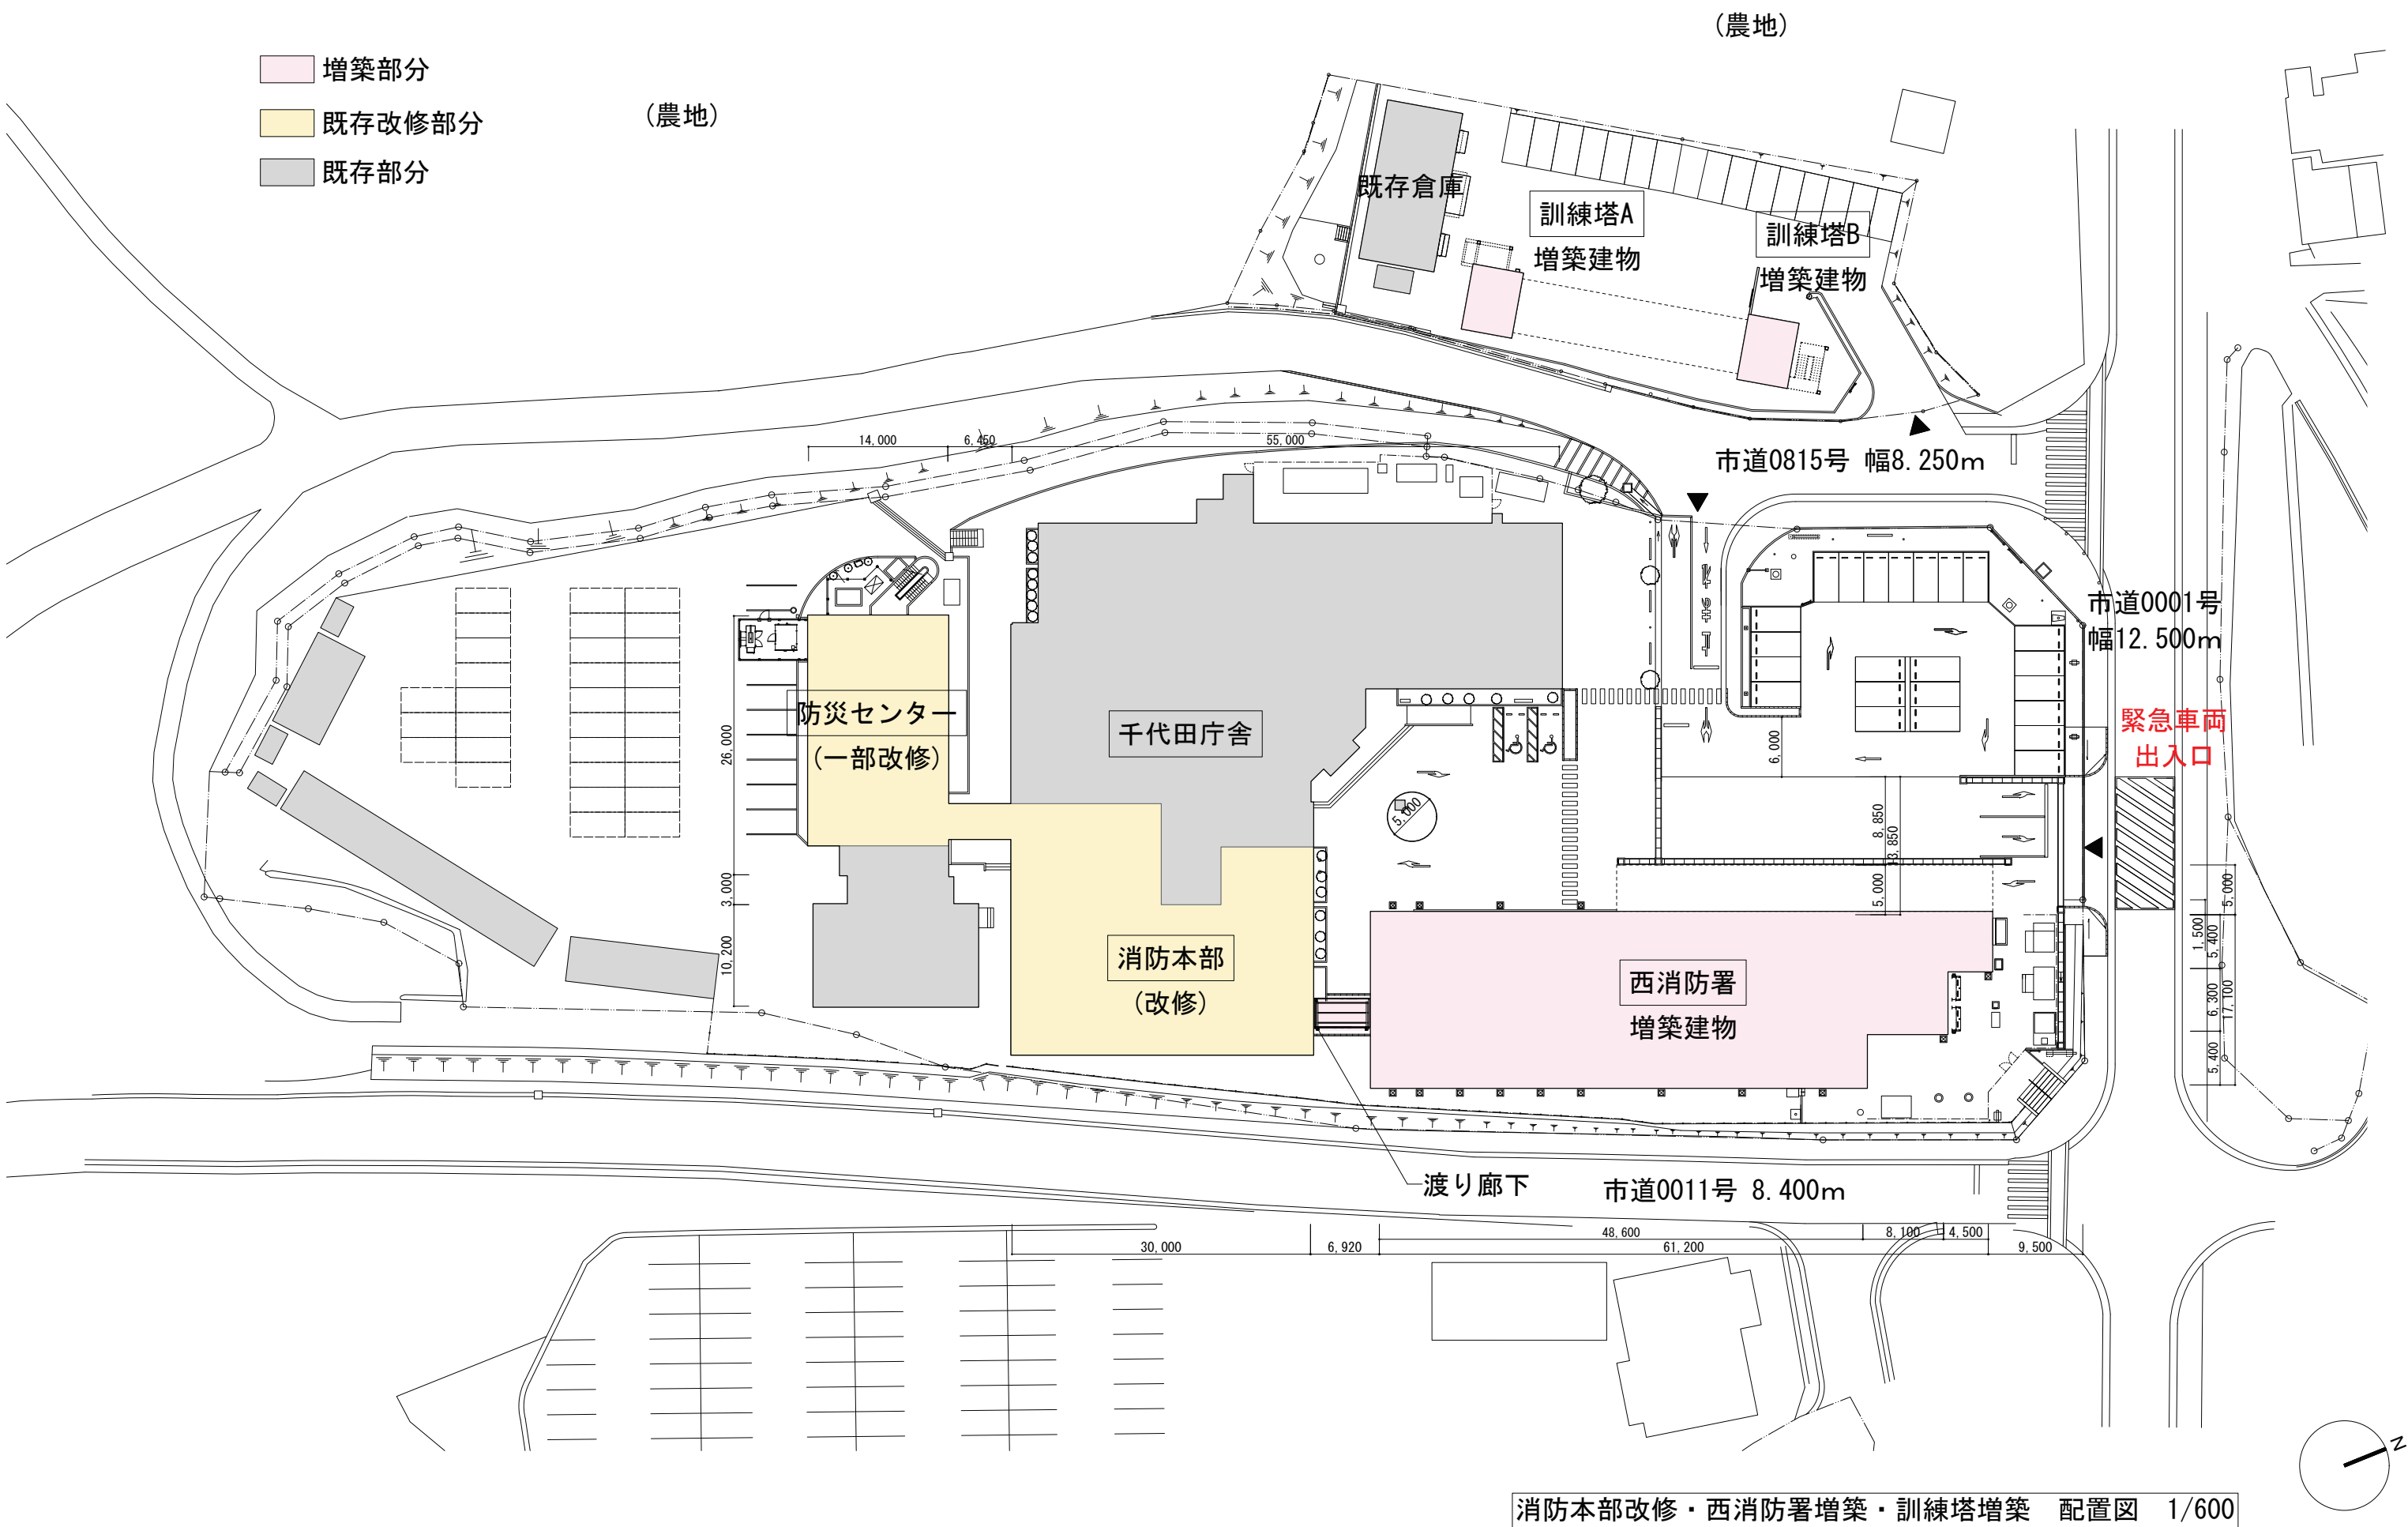 (農地)
増築部分
既存改修部分
(農地)
既存部分
既存倉庫
訓練塔A
増築建物
訓練塔B
増築建物
14,000
6,450
55,000
市道0815号 幅8.250m
止まれ
市道0001号
幅12.500m
緊急車両
出入口
防災センター
(一部改修)
千代田庁舎
26,000
6,000
5,000
8,850
13,850
3,000
5,000
5,000
10,200
消防本部
(改修)
西消防署
増築建物
1,500
5,400
6,300
17,100
5,400
渡り廊下
市道0011号 8.400m
48,600
8,100
4,500
30,000
6,920
61,200
9,500
N
消防本部改修・西消防署増築・訓練塔増築 配置図 1/600